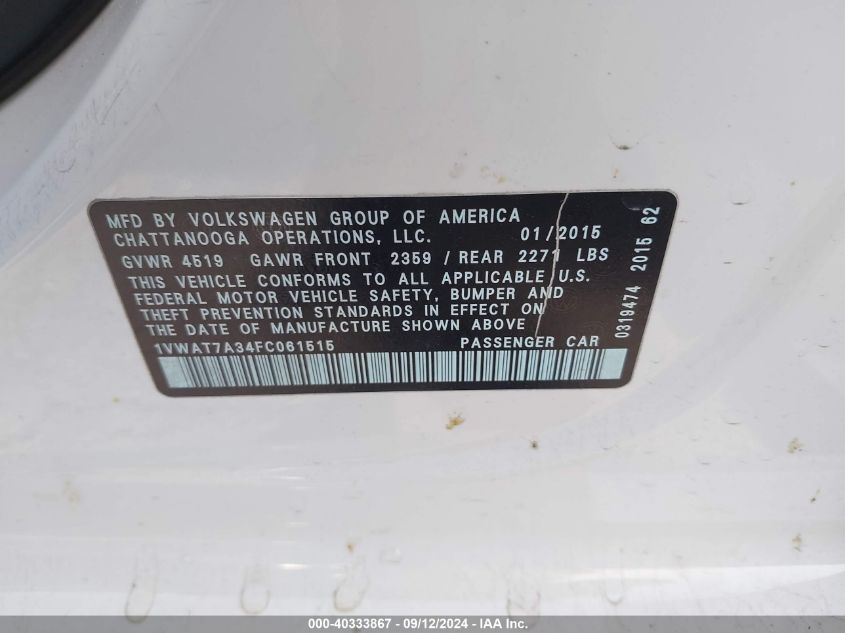 MFD BY VOLKSWAGEN GROUP OF AMERICA
CHATTANOOGA OPERATIONS, LLC. 01/2015
GVWR 4519 GAWR FRONT 2359 / REAR 2271 LBS
THIS VEHICLE CONFORMS TO ALL APPLICABLE U.S.
FEDERAL MOTOR VEHICLE SAFETY, BUMPER AND
THEFT PREVENTION STANDARDS IN EFFECT ON
THE DATE OF MANUFACTURE SHOWN ABOVE
1VWAT7A34FC061515 PASSENGER CAR
0319474 2015 62
000-40333867 - 09/12/2024 - IAA Inc.